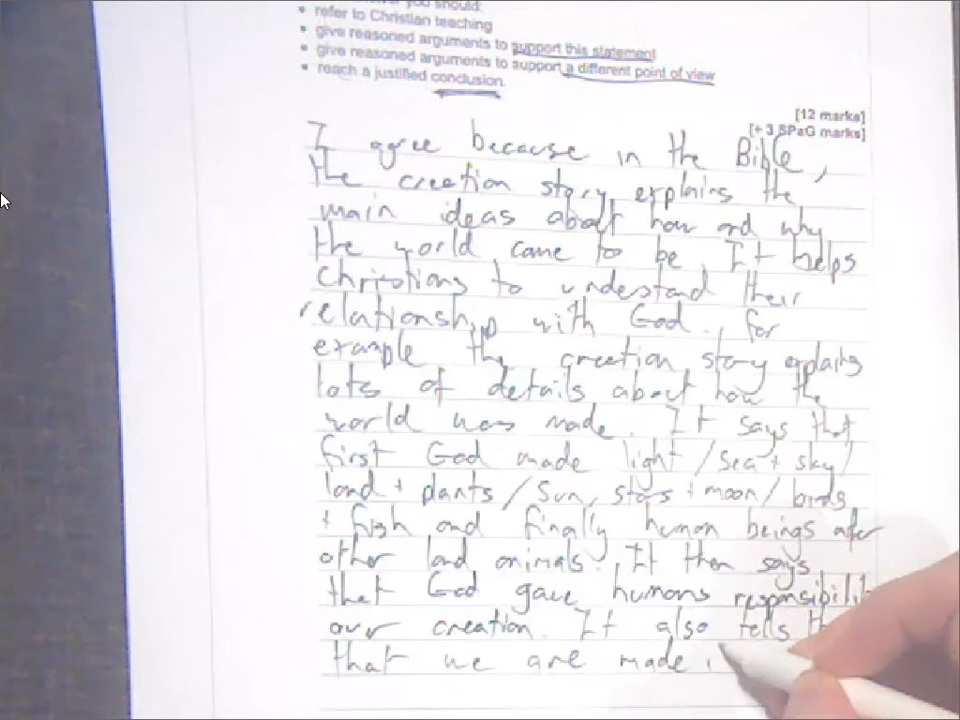 you should:
• refer to Christian teaching
• give reasoned arguments to support this statement
• give reasoned arguments to support a different point of view
• reach a justified conclusion.
[12 marks]
[+ 3 SPaG marks]
I agree because in the Bible,
the creation story explains the
main ideas about how and why
the world came to be. It helps
Christians to understand their
relationship with God. for
example the creation story explains
lots of details about how the
world was made. It says that
first God made light / sea + sky /
land + plants / sun, stars + moon / birds
+ fish and finally human beings after
other land animals. It then says
that God gave humans responsibilit
over creation. It also tells th
that we are made